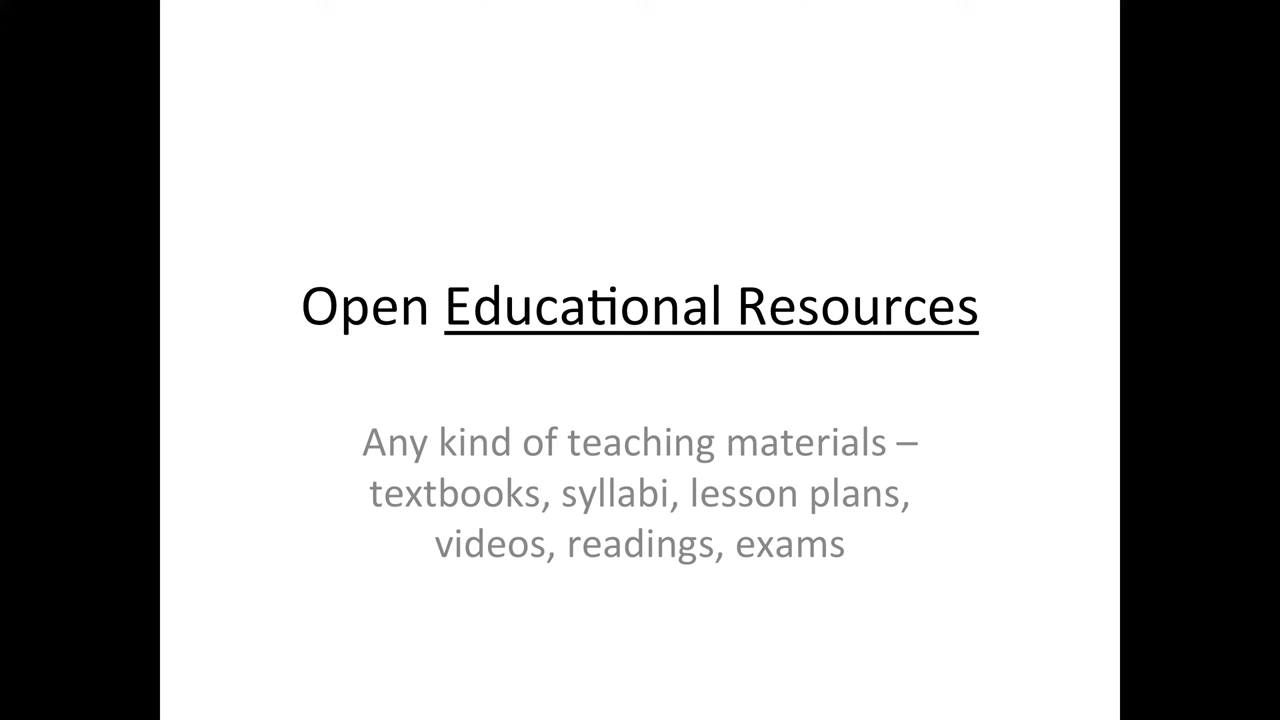 Open Educational Resources
Any kind of teaching materials –
textbooks, syllabi, lesson plans,
videos, readings, exams